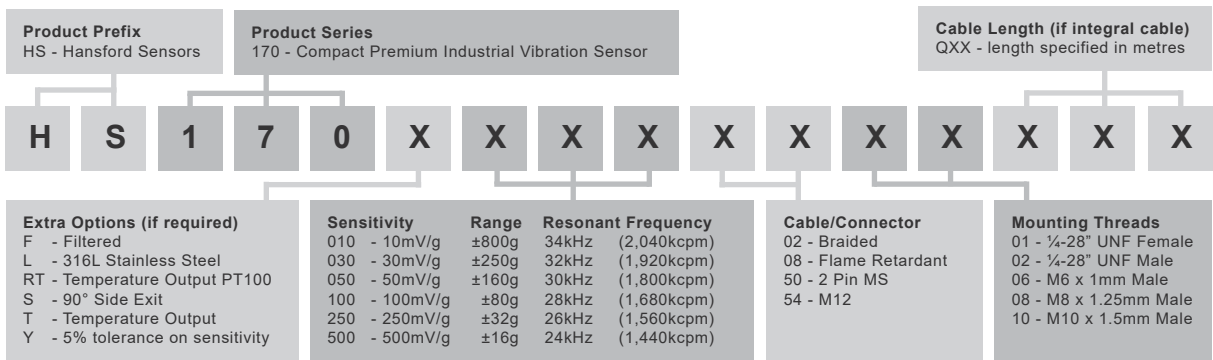 Product Prefix
HS - Hansford Sensors
Product Series
170 - Compact Premium Industrial Vibration Sensor
Cable Length (if integral cable)
QXX - length specified in metres
H S 1 7 0 X X X X X X X X X X X
Extra Options (if required)
F - Filtered
L - 316L Stainless Steel
RT - Temperature Output PT100
S - 90° Side Exit
T - Temperature Output
Y - 5% tolerance on sensitivity
Sensitivity Range Resonant Frequency
010 - 10mV/g ±800g 34kHz (2,040kcpm)
030 - 30mV/g ±250g 32kHz (1,920kcpm)
050 - 50mV/g ±160g 30kHz (1,800kcpm)
100 - 100mV/g ±80g 28kHz (1,680kcpm)
250 - 250mV/g ±32g 26kHz (1,560kcpm)
500 - 500mV/g ±16g 24kHz (1,440kcpm)
Cable/Connector
02 - Braided
08 - Flame Retardant
50 - 2 Pin MS
54 - M12
Mounting Threads
01 - ¼-28” UNF Female
02 - ¼-28” UNF Male
06 - M6 x 1mm Male
08 - M8 x 1.25mm Male
10 - M10 x 1.5mm Male